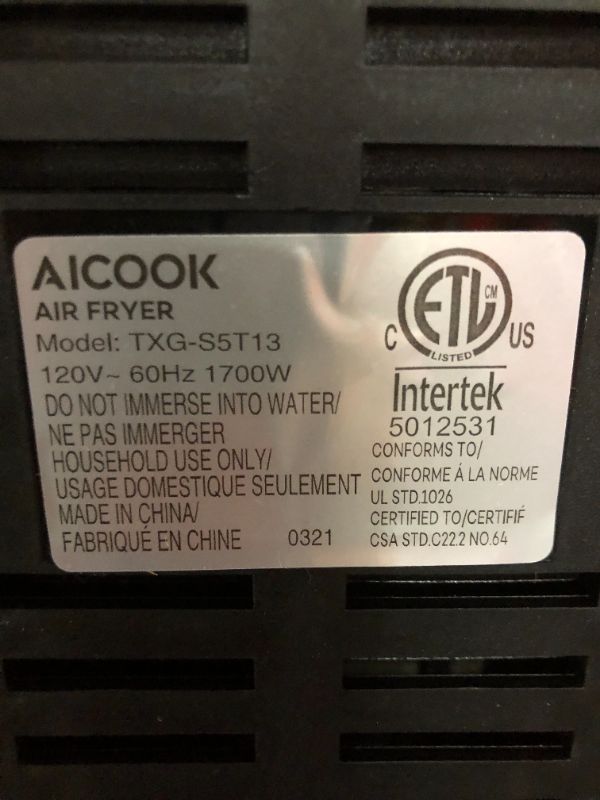 AICOOK
AIR FRYER
Model: TXG-S5T13
120V~ 60Hz 1700W
DO NOT IMMERSE INTO WATER/
NE PAS IMMERGER
HOUSEHOLD USE ONLY/
USAGE DOMESTIQUE SEULEMENT
MADE IN CHINA/
FABRIQUÉ EN CHINE 0321
ETL CM
C US
LISTED
Intertek
5012531
CONFORMS TO/
CONFORME Á LA NORME
UL STD.1026
CERTIFIED TO/CERTIFIÉ
CSA STD.C22.2 NO.64